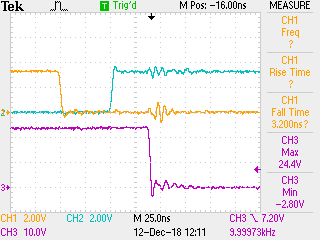 Tek T Trig'd M Pos: -16.00ns MEASURE
CH1
Freq
?
CH1
Rise Time
?
CH1
Fall Time
3.200ns?
CH3
Max
24.4V
CH3
Min
-2.80V
2
3
CH1 2.00V CH2 2.00V M 25.0ns CH3 \ 7.20V
CH3 10.0V 12-Dec-18 12:11 9.99973kHz